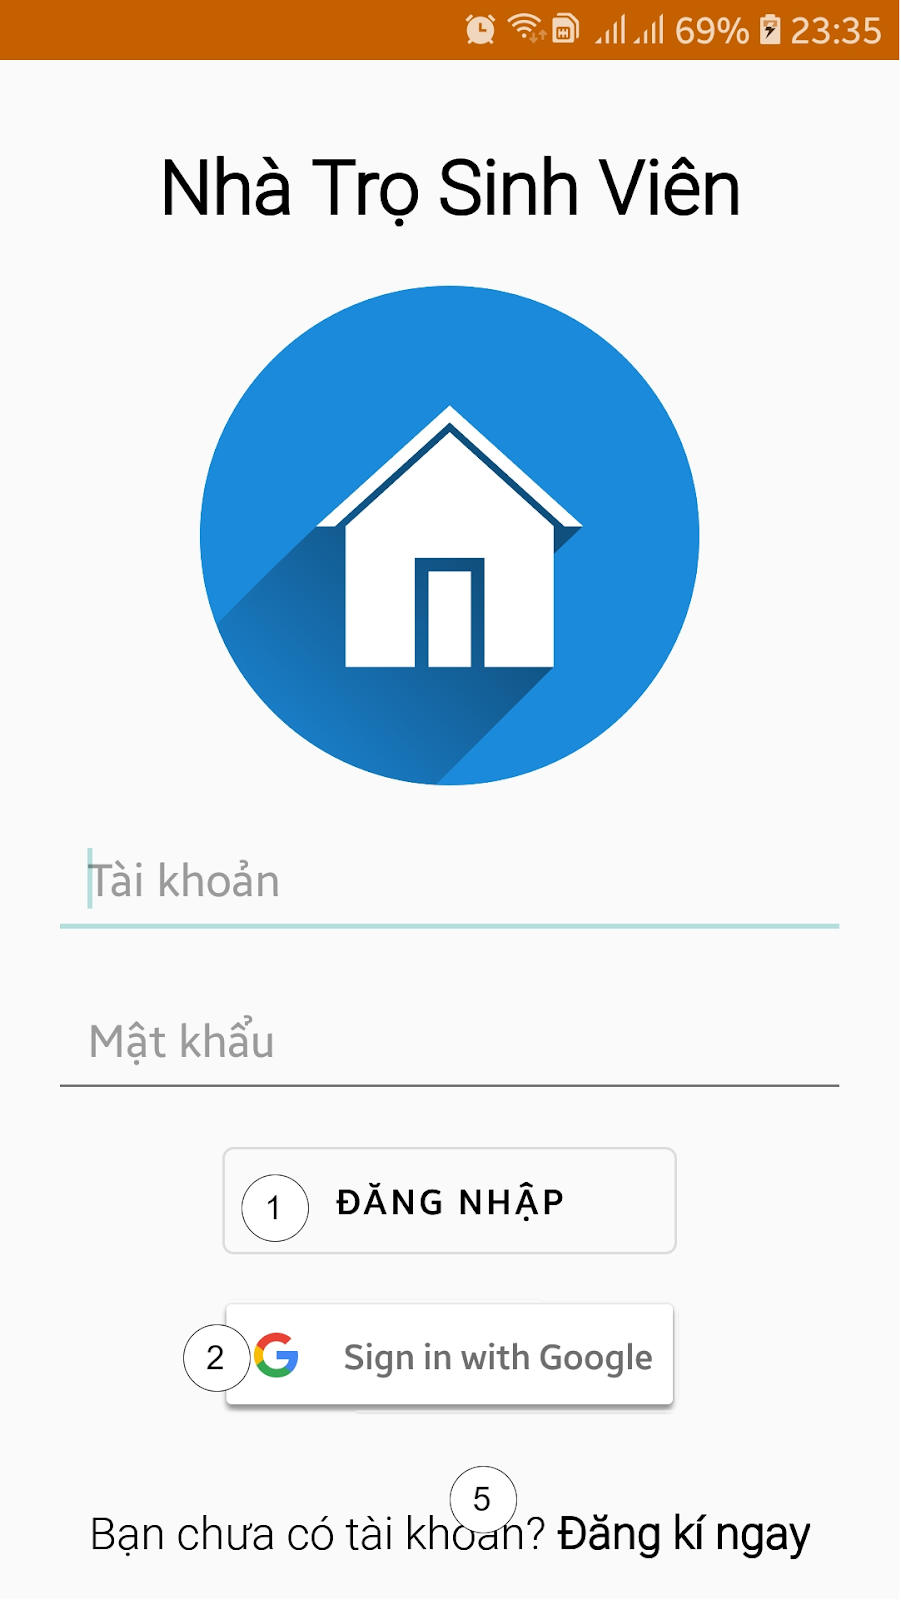 69% 23:35
Nhà Trọ Sinh Viên
Tài khoản
Mật khẩu
1 ĐĂNG NHẬP
2 Sign in with Google
5
Bạn chưa có tài khoản? Đăng kí ngay